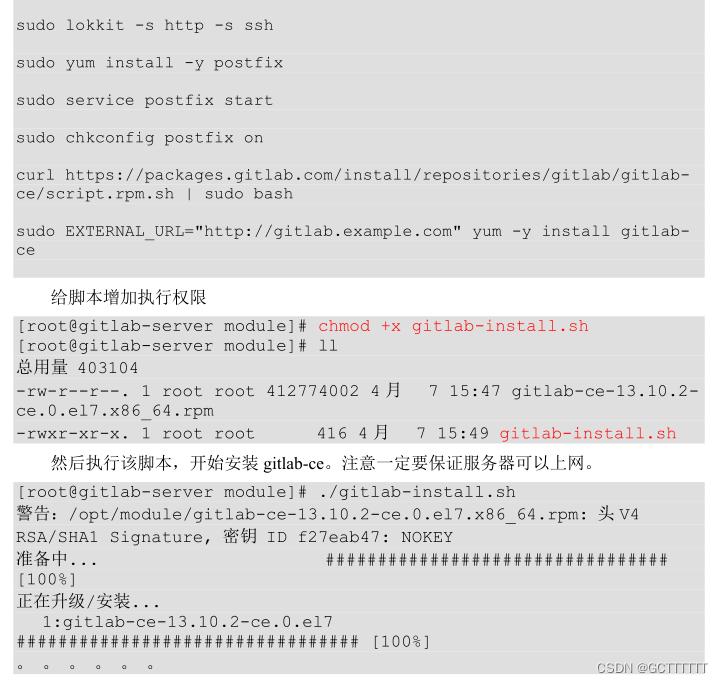 sudo lokkit -s http -s ssh
sudo yum install -y postfix
sudo service postfix start
sudo chkconfig postfix on
curl https://packages.gitlab.com/install/repositories/gitlab/gitlab-
ce/script.rpm.sh | sudo bash
sudo EXTERNAL_URL="http://gitlab.example.com" yum -y install gitlab-
ce
给脚本增加执行权限
[root@gitlab-server module]# chmod +x gitlab-install.sh
[root@gitlab-server module]# ll
总用量 403104
-rw-r--r--. 1 root root 412774002 4月 7 15:47 gitlab-ce-13.10.2-
ce.0.el7.x86_64.rpm
-rwxr-xr-x. 1 root root 416 4月 7 15:49 gitlab-install.sh
然后执行该脚本，开始安装 gitlab-ce。注意一定要保证服务器可以上网。
[root@gitlab-server module]# ./gitlab-install.sh
警告：/opt/module/gitlab-ce-13.10.2-ce.0.el7.x86_64.rpm: 头V4
RSA/SHA1 Signature, 密钥 ID f27eab47: NOKEY
准备中... #################################
[100%]
正在升级/安装...
1:gitlab-ce-13.10.2-ce.0.el7
################################# [100%]
。 。 。 。 。 。
CSDN @GCTTTTTT